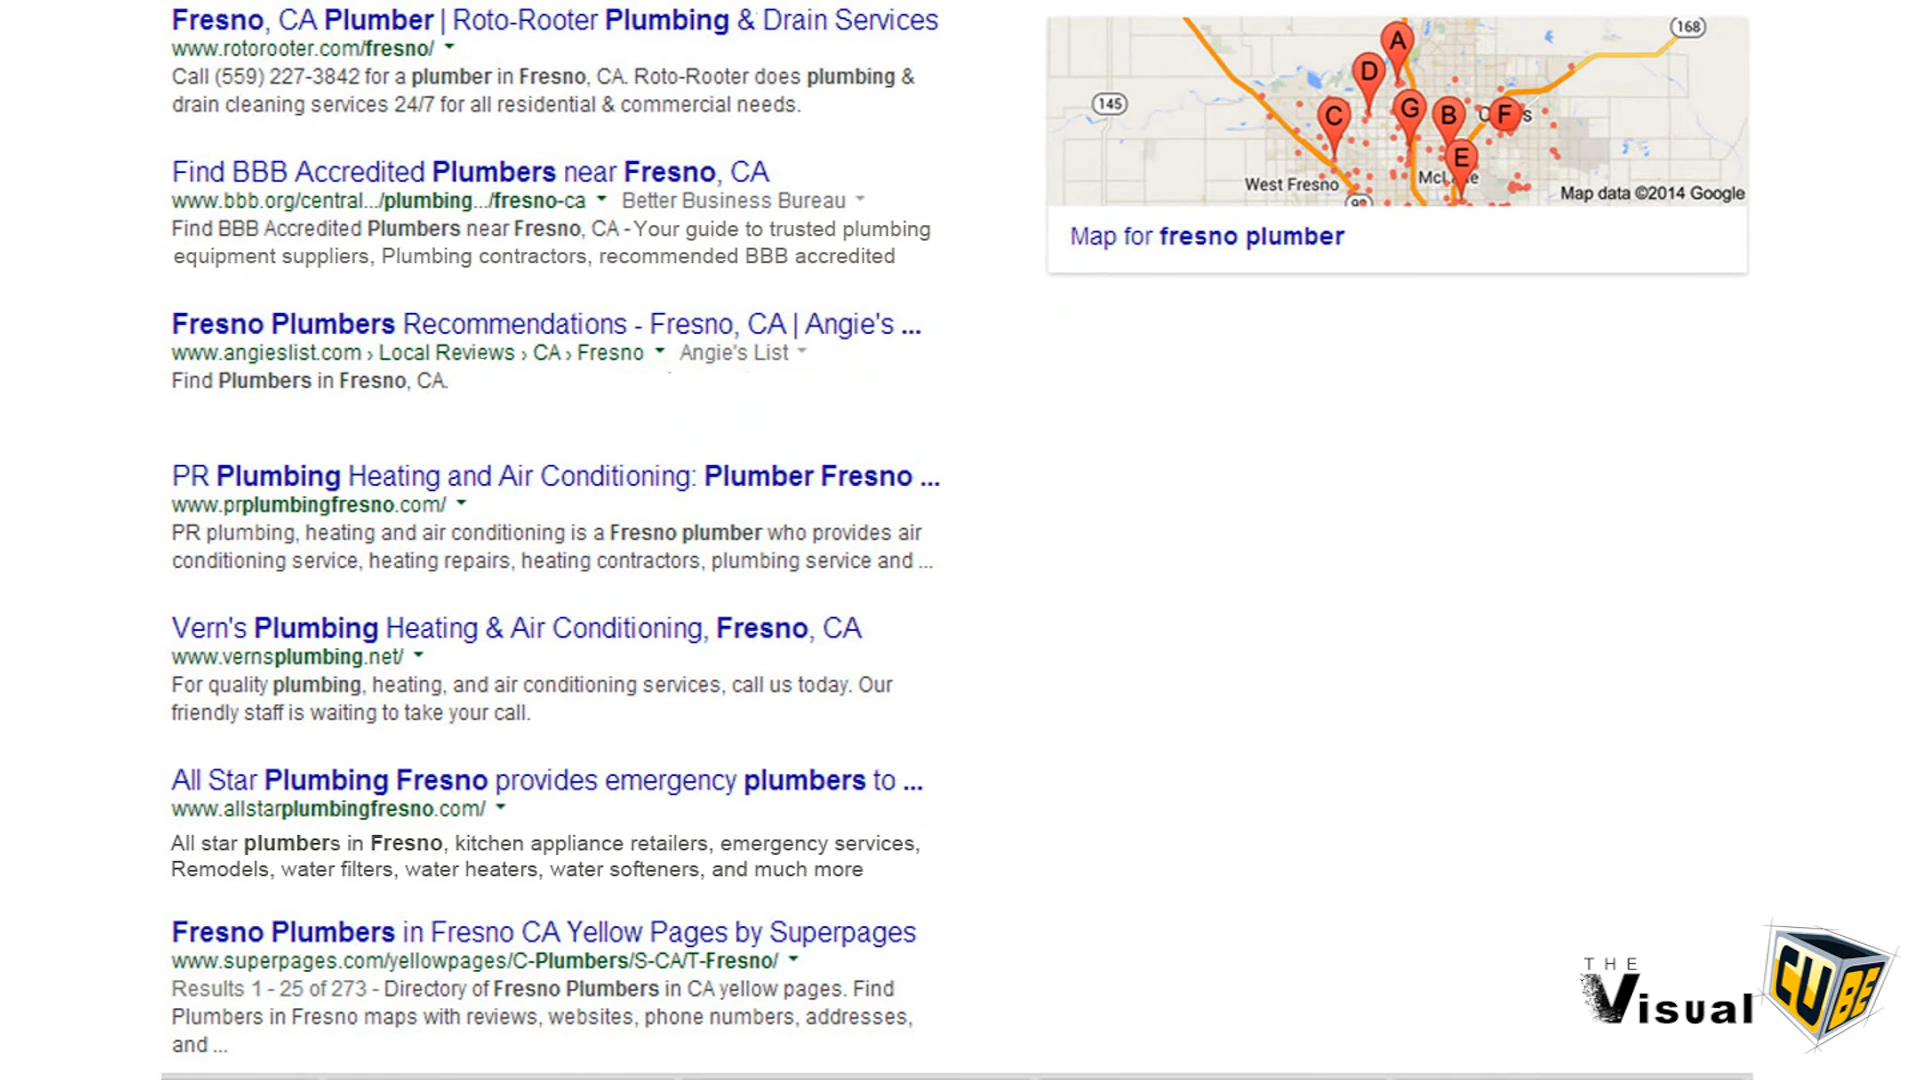 Fresno, CA Plumber | Roto-Rooter Plumbing & Drain Services
www.rotorooter.com/fresno/
Call (559) 227-3842 for a plumber in Fresno, CA. Roto-Rooter does plumbing &
drain cleaning services 24/7 for all residential & commercial needs.
Find BBB Accredited Plumbers near Fresno, CA
www.bbb.org/central.../plumbing.../fresno-ca Better Business Bureau
Find BBB Accredited Plumbers near Fresno, CA - Your guide to trusted plumbing
equipment suppliers, Plumbing contractors, recommended BBB accredited
Fresno Plumbers Recommendations - Fresno, CA | Angie's ...
www.angieslist.com › Local Reviews › CA › Fresno Angie's List
Find Plumbers in Fresno, CA.
PR Plumbing Heating and Air Conditioning: Plumber Fresno ...
www.prplumbingfresno.com/
PR plumbing, heating and air conditioning is a Fresno plumber who provides air
conditioning service, heating repairs, heating contractors, plumbing service and ...
Vern's Plumbing Heating & Air Conditioning, Fresno, CA
www.vernsplumbing.net/
For quality plumbing, heating, and air conditioning services, call us today. Our
friendly staff is waiting to take your call.
All Star Plumbing Fresno provides emergency plumbers to ...
www.allstarplumbingfresno.com/
All star plumbers in Fresno, kitchen appliance retailers, emergency services,
Remodels, water filters, water heaters, water softeners, and much more
Fresno Plumbers in Fresno CA Yellow Pages by Superpages
www.superpages.com/yellowpages/C-Plumbers/S-CA/T-Fresno/
Results 1 - 25 of 273 - Directory of Fresno Plumbers in CA yellow pages. Find
Plumbers in Fresno maps with reviews, websites, phone numbers, addresses,
and ...
168
A
D
145
C
G
B
F
E
West Fresno
Map data ©2014 Google
Map for fresno plumber
THE
Visual
CUBE